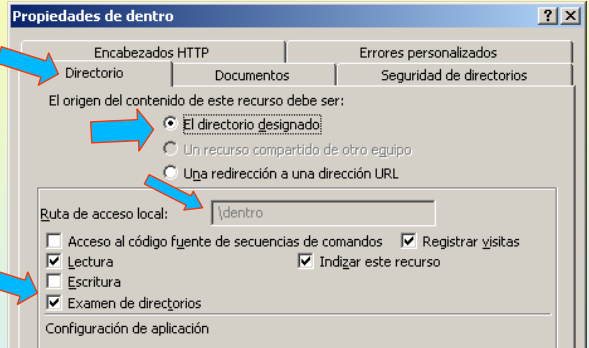 Propiedades de dentro
Encabezados HTTP Errores personalizados
Directorio Documentos Seguridad de directorios
El origen del contenido de este recurso debe ser:
El directorio designado
Un recurso compartido de otro equipo
Una redirección a una dirección URL
Ruta de acceso local: \dentro
Acceso al código fuente de secuencias de comandos Registrar visitas
Lectura Indizar este recurso
Escritura
Examen de directorios
Configuración de aplicación